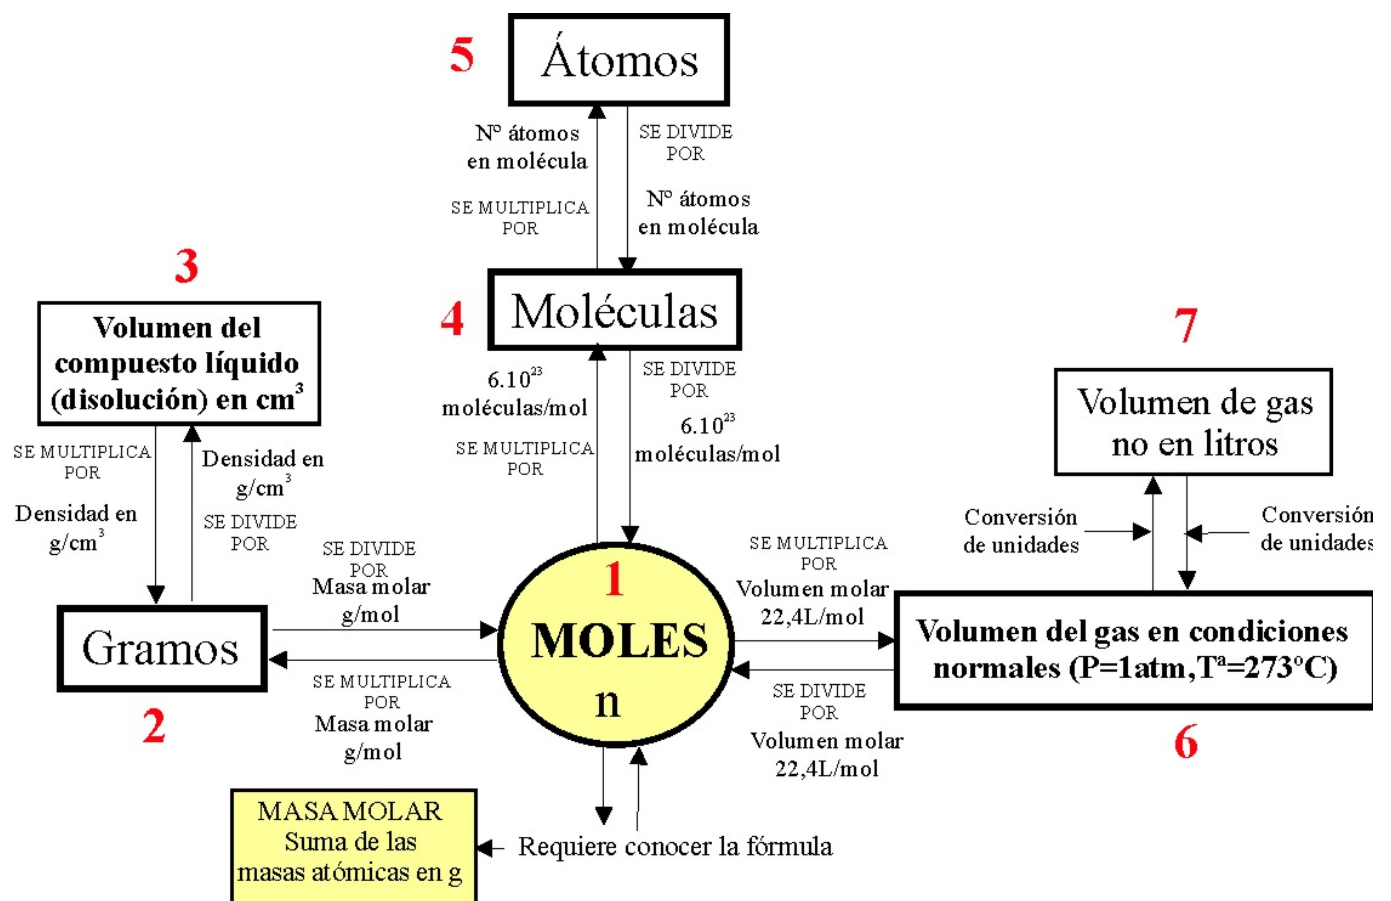 5
Átomos
Nº átomos
en molécula
SE MULTIPLICA
POR
SE DIVIDE
POR
Nº átomos
en molécula
4
Moléculas
6.10²³
moléculas/mol
SE MULTIPLICA
POR
SE DIVIDE
POR
6.10²³
moléculas/mol
3
Volumen del
compuesto líquido
(disolución) en cm³
SE MULTIPLICA
POR
Densidad en
g/cm³
Densidad en
g/cm³
SE DIVIDE
POR
Gramos
2
SE DIVIDE
POR
Masa molar
g/mol
SE MULTIPLICA
POR
Masa molar
g/mol
1
MOLES
n
SE MULTIPLICA
POR
Volumen molar
22,4L/mol
SE DIVIDE
POR
Volumen molar
22,4L/mol
7
Volumen de gas
no en litros
Conversión
de unidades
Conversión
de unidades
Volumen del gas en condiciones
normales (P=1atm,Tª=273ºC)
6
MASA MOLAR
Suma de las
masas atómicas en g
Requiere conocer la fórmula